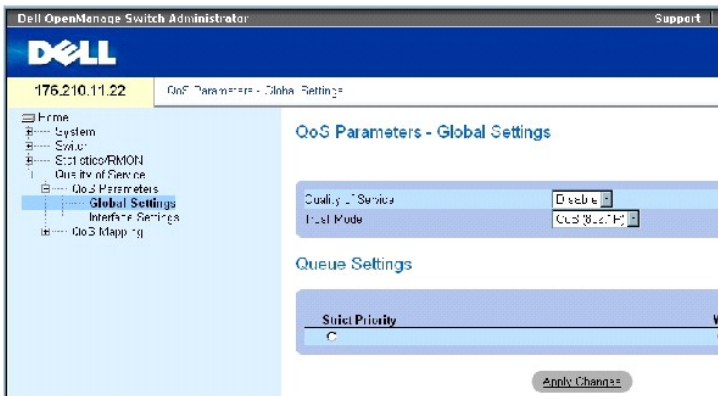 Dell OpenManage Switch Administrator
Support
DELL
176.210.11.22
QoS Parameters - Global Settings
Home
System
Switch
Statistics/RMON
Quality of Service
QoS Parameters
Global Settings
Interface Settings
QoS Mapping
QoS Parameters - Global Settings
Quality of Service
Disable
Trust Mode
CoS (802.1P)
Queue Settings
Strict Priority
W
Apply Changes